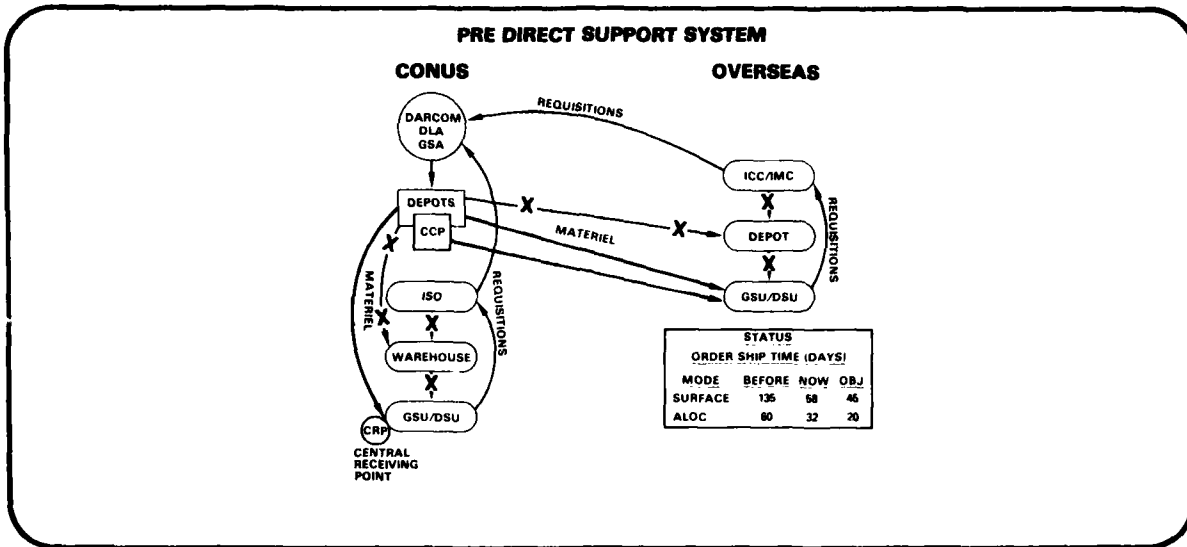 PRE DIRECT SUPPORT SYSTEM
CONUS
OVERSEAS
REQUISITIONS
DARCOM
DLA
GSA
ICC/IMC
X
DEPOTS
X
X
DEPOT
CCP
MATERIEL
REQUISITIONS
X
X
GSU/DSU
MATERIEL
ISO
REQUISITIONS
X
X
WAREHOUSE
X
GSU/DSU
CRP
CENTRAL
RECEIVING
POINT
STATUS
ORDER SHIP TIME (DAYS)
MODE BEFORE NOW OBJ
SURFACE 135 58 45
ALOC 60 32 20